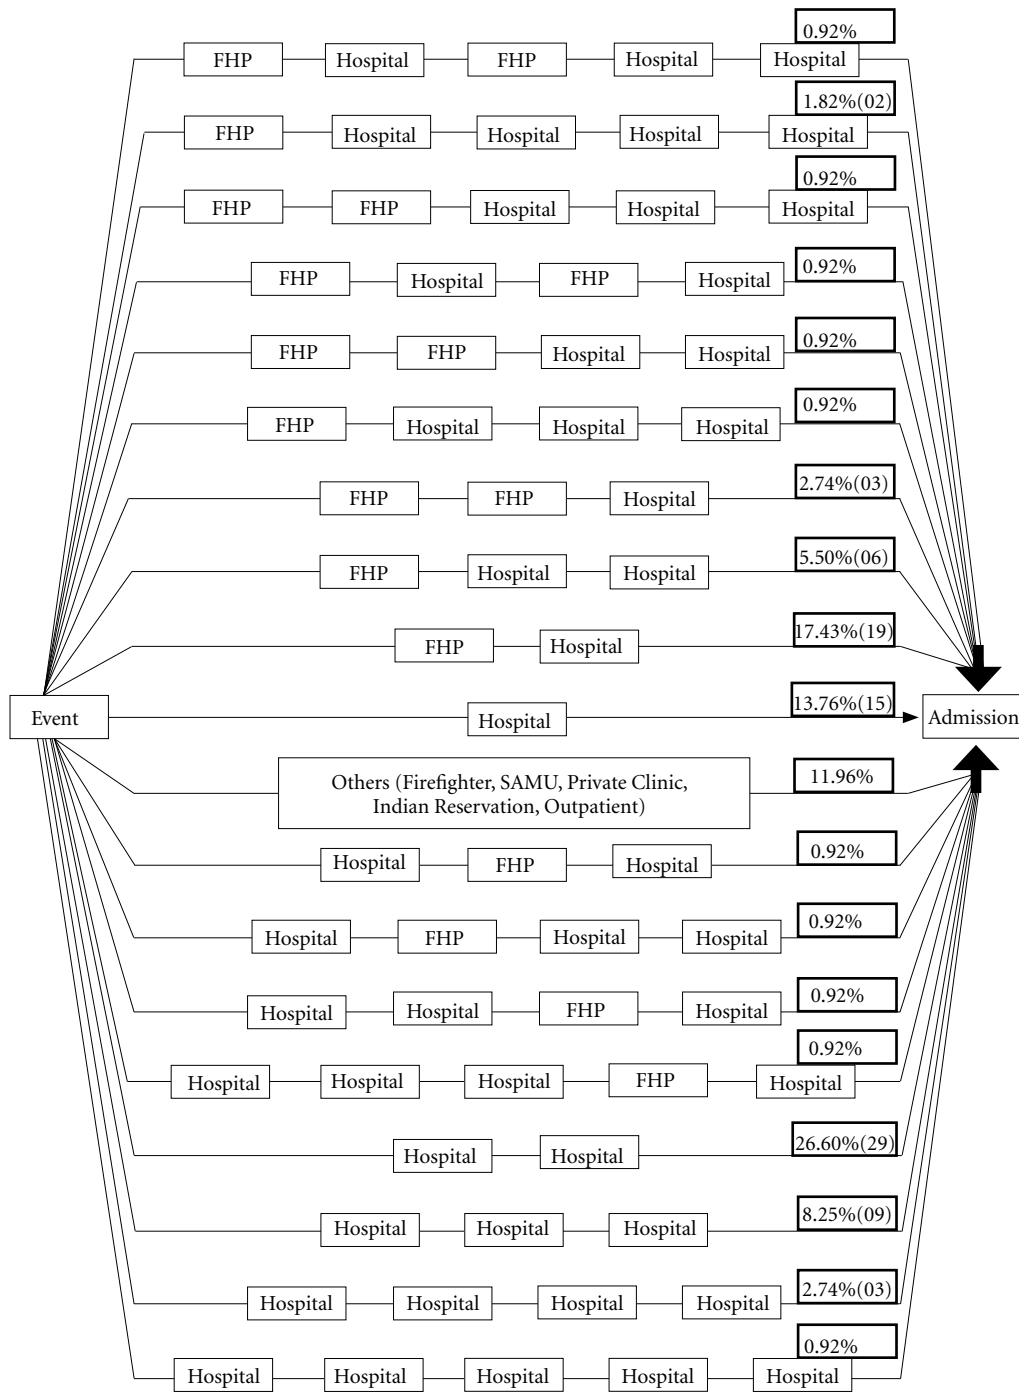 0.92%
FHP Hospital FHP Hospital Hospital
1.82%(02)
FHP Hospital Hospital Hospital Hospital
0.92%
FHP FHP Hospital Hospital Hospital
0.92%
FHP Hospital FHP Hospital
0.92%
FHP FHP Hospital Hospital
0.92%
FHP Hospital Hospital Hospital
2.74%(03)
FHP FHP Hospital
5.50%(06)
FHP Hospital Hospital
17.43%(19)
FHP Hospital
13.76%(15)
Event Hospital Admission
Others (Firefighter, SAMU, Private Clinic,
Indian Reservation, Outpatient)
11.96%
Hospital FHP Hospital
0.92%
Hospital FHP Hospital Hospital
0.92%
Hospital Hospital FHP Hospital
0.92%
0.92%
Hospital Hospital Hospital FHP Hospital
26.60%(29)
Hospital Hospital
8.25%(09)
Hospital Hospital Hospital
2.74%(03)
Hospital Hospital Hospital Hospital
0.92%
Hospital Hospital Hospital Hospital Hospital